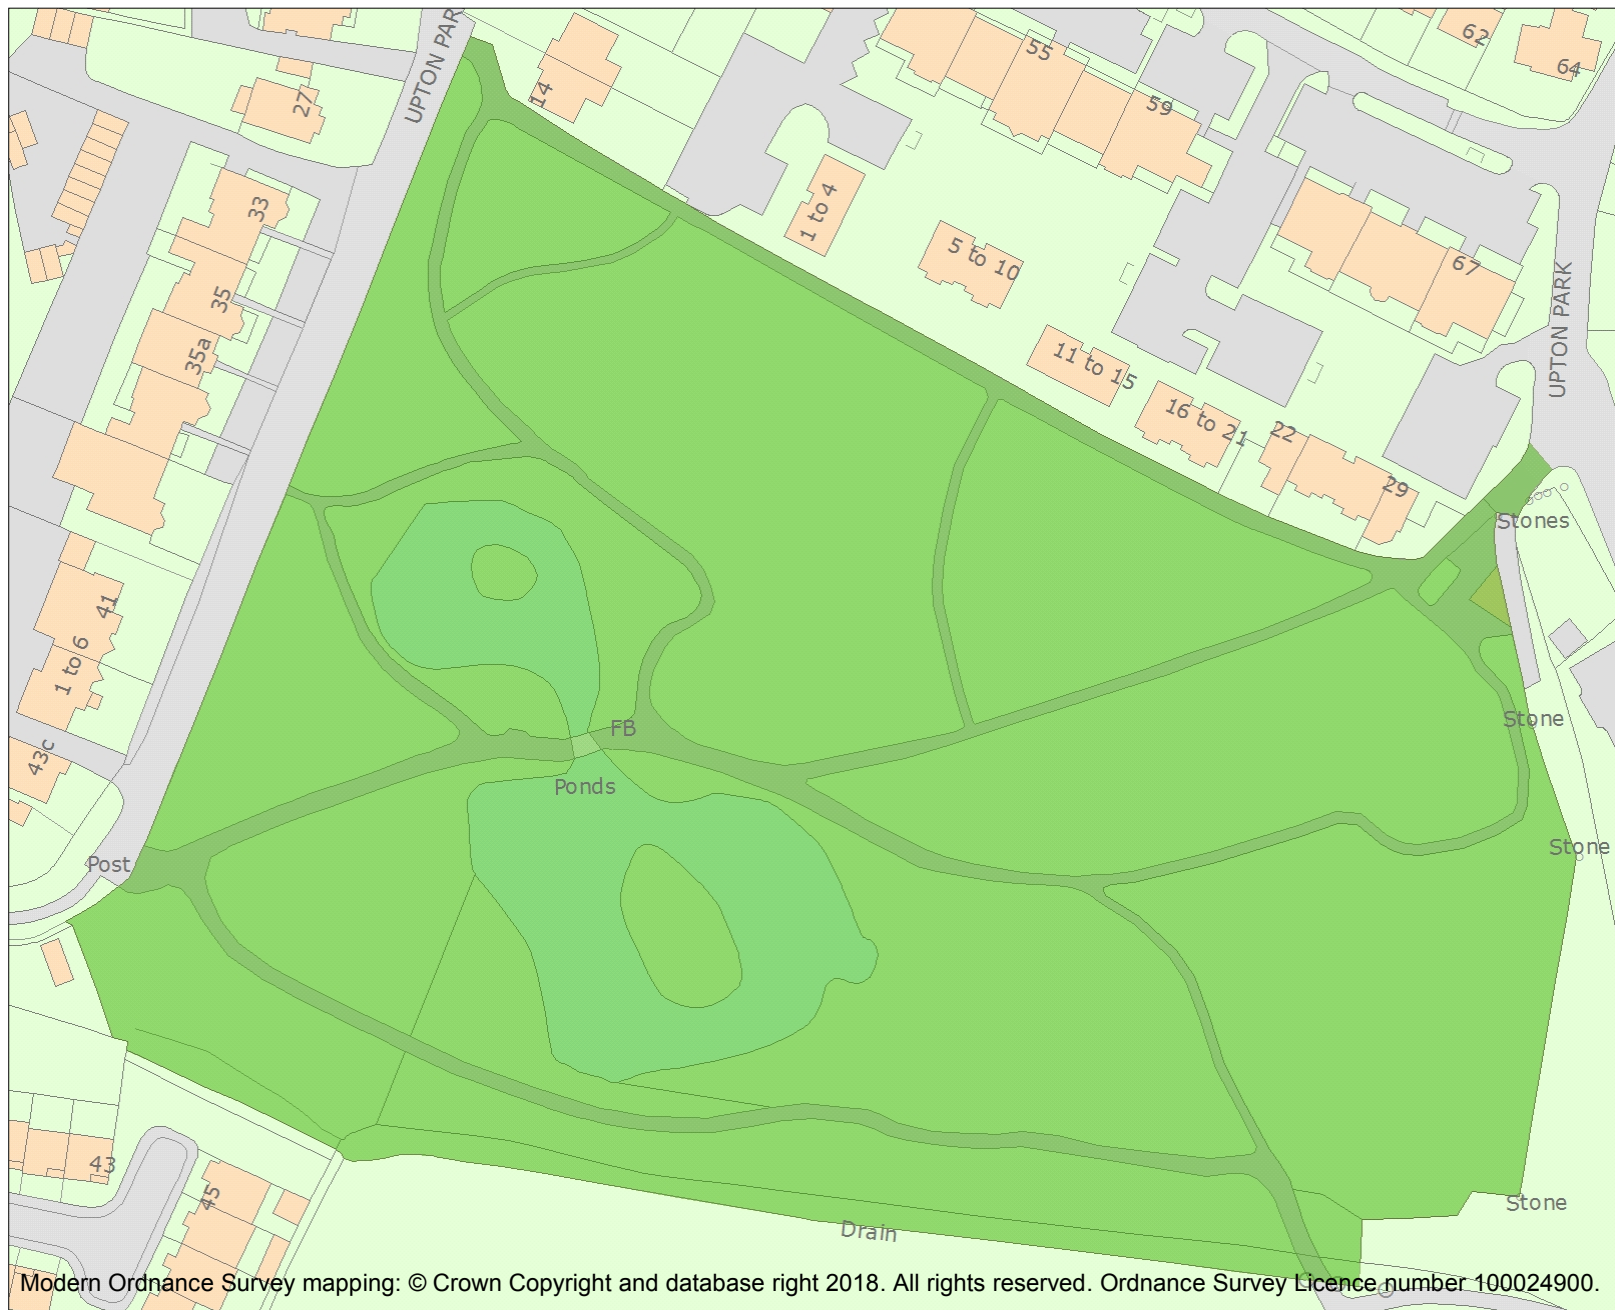 UPTON PAR
14
55
59
62
64
27
33
1 to 4
5 to 10
67
35
UPTON PARK
35a
11 to 15
16 to 21
22
29
Stones
41
1 to 6
FB
Stone
43c
Ponds
Post
Stone
43
45
Stone
Drain
Modern Ordnance Survey mapping: © Crown Copyright and database right 2018. All rights reserved. Ordnance Survey Licence number 100024900.